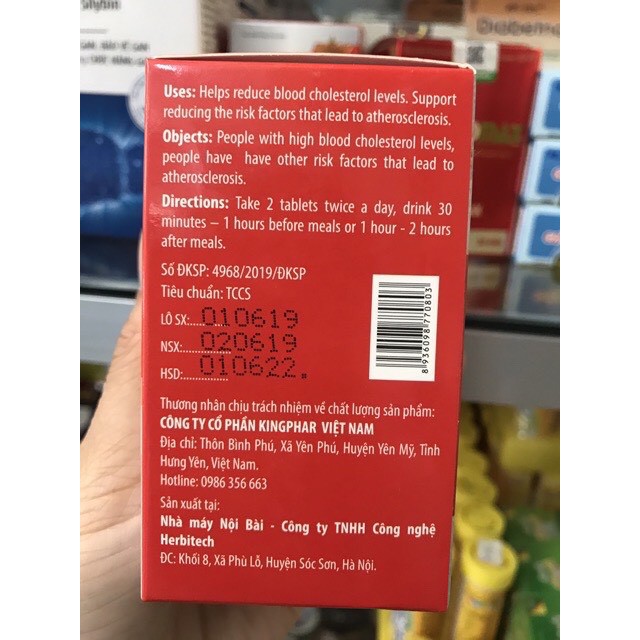 Glybin
Uses: Helps reduce blood cholesterol levels. Support
reducing the risk factors that lead to atherosclerosis.
Objects: People with high blood cholesterol levels,
people have have other risk factors that lead to
atherosclerosis.
Directions: Take 2 tablets twice a day, drink 30
minutes – 1 hours before meals or 1 hour - 2 hours
after meals.
Số ĐKSP: 4968/2019/ĐKSP
Tiêu chuẩn: TCCS
LÔ SX:.....010619
NSX:......020619
HSD:......010622.
8936098770803
Thương nhân chịu trách nhiệm về chất lượng sản phẩm:
CÔNG TY CỔ PHẦN KINGPHAR VIỆT NAM
Địa chỉ: Thôn Bình Phú, Xã Yên Phú, Huyện Yên Mỹ, Tỉnh
Hưng Yên, Việt Nam.
Hotline: 0986 356 663
Sản xuất tại:
Nhà máy Nội Bài - Công ty TNHH Công nghệ
Herbitech
ĐC: Khối 8, Xã Phù Lỗ, Huyện Sóc Sơn, Hà Nội.